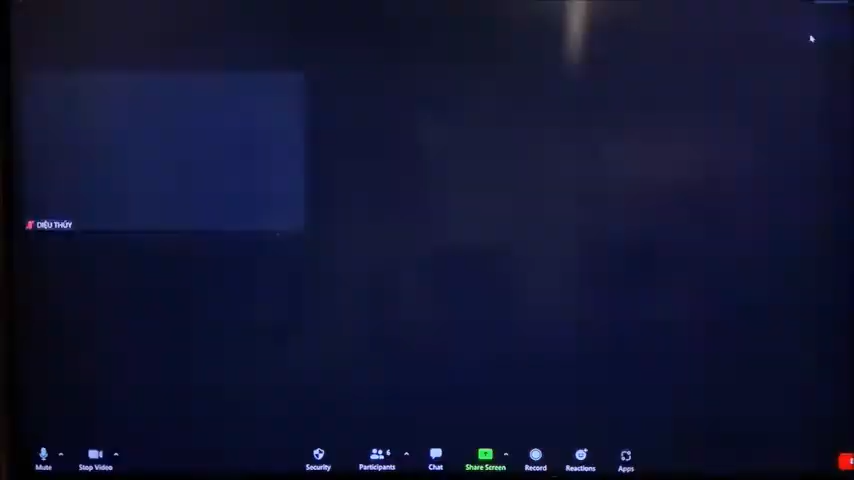 DIỆU THÚY
6
Mute
Stop Video
Security
Participants
Chat
Share Screen
Record
Reactions
Apps